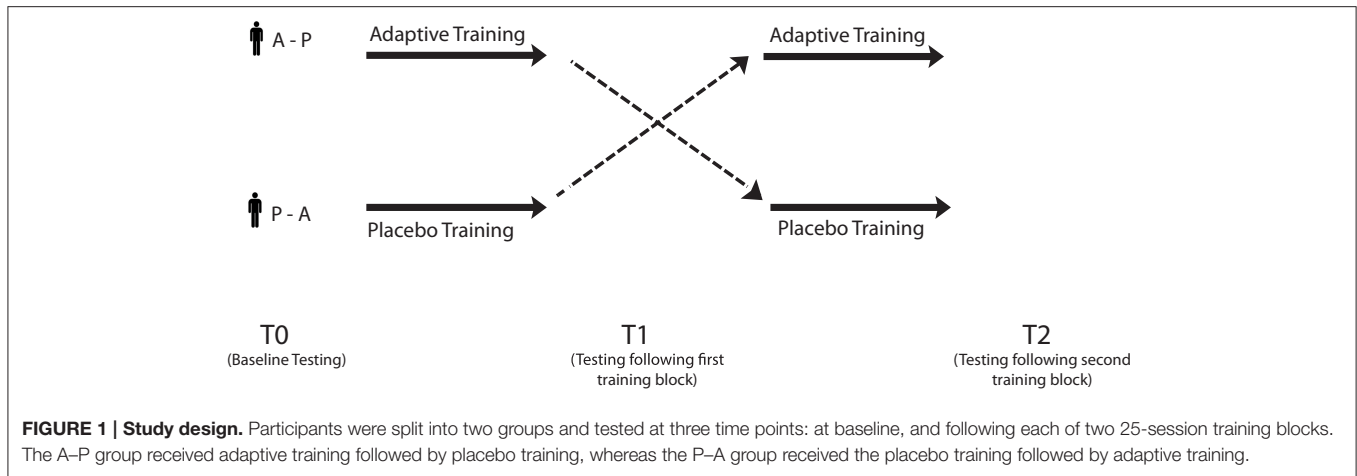 A - P
Adaptive Training
Adaptive Training
P - A
Placebo Training
Placebo Training
T0
(Baseline Testing)
T1
(Testing following first
training block)
T2
(Testing following second
training block)
FIGURE 1 | Study design. Participants were split into two groups and tested at three time points: at baseline, and following each of two 25-session training blocks.
The A–P group received adaptive training followed by placebo training, whereas the P–A group received the placebo training followed by adaptive training.